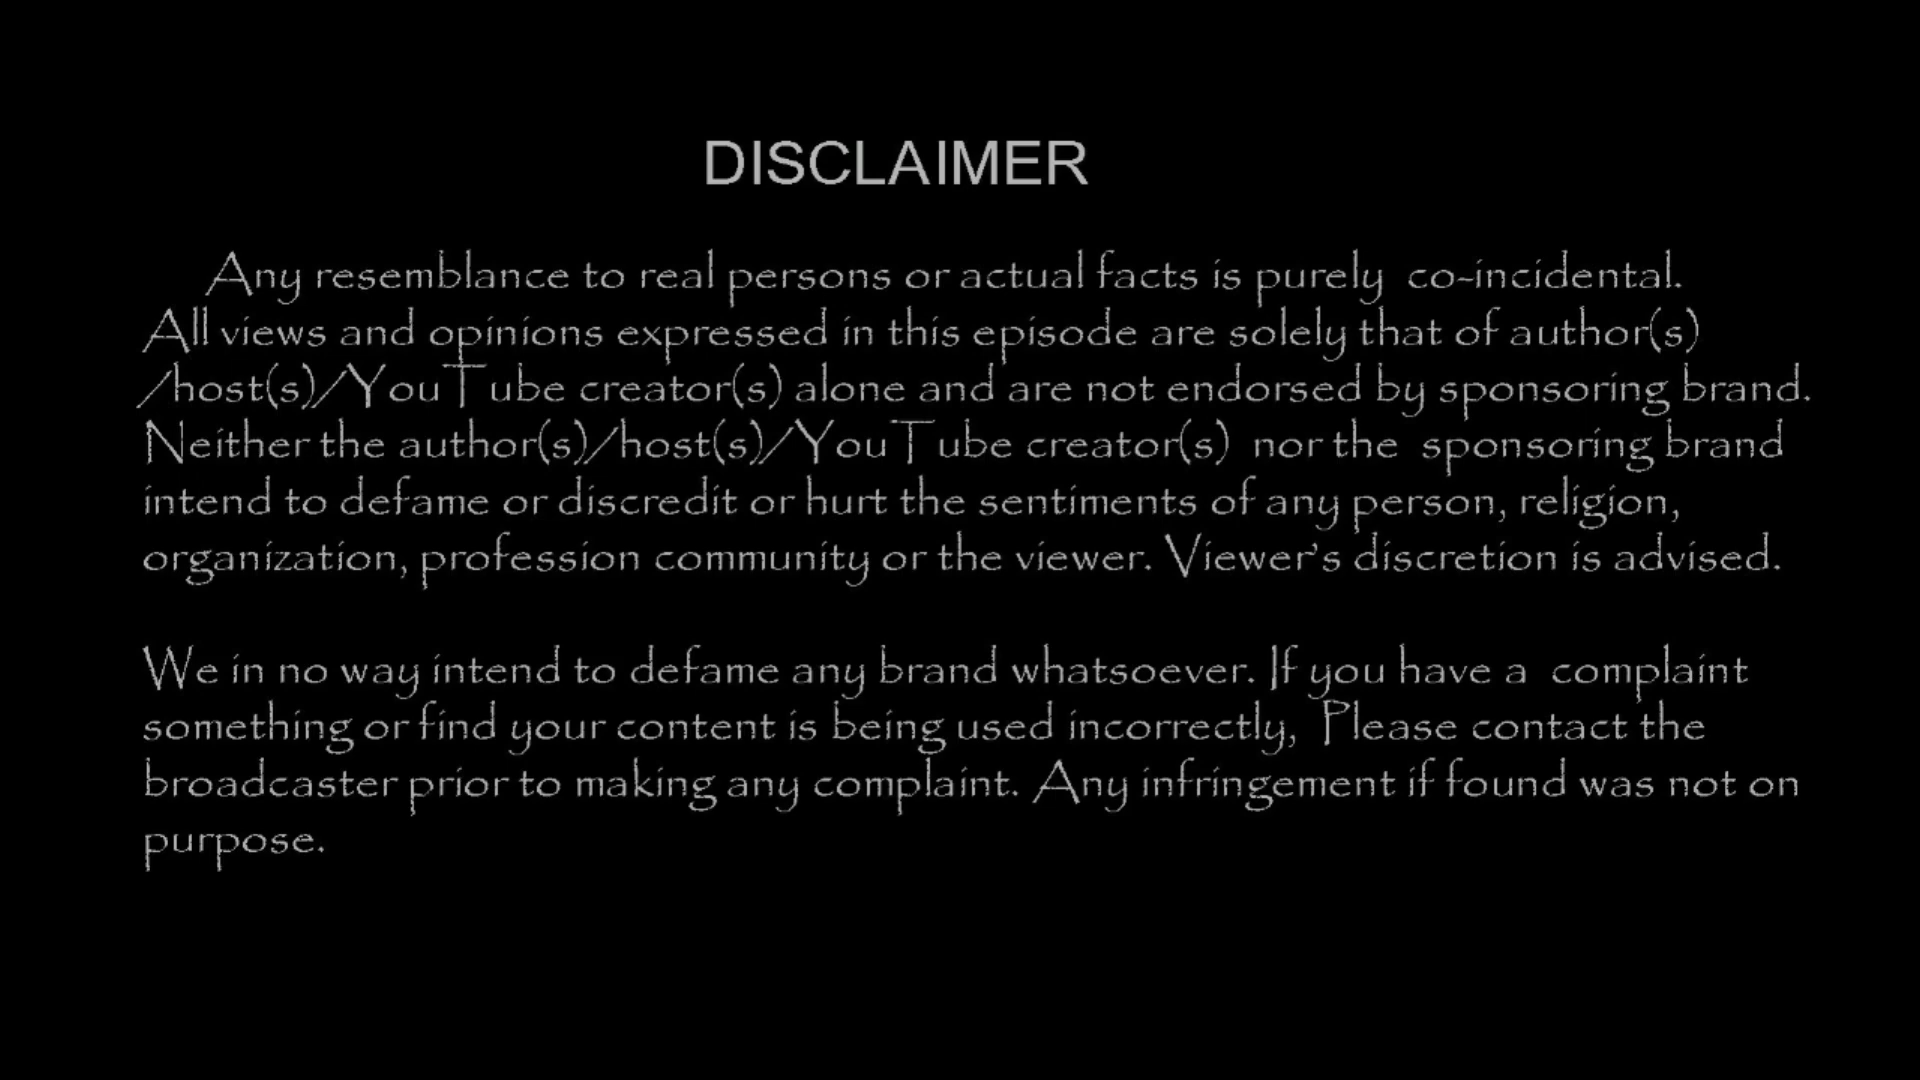 DISCLAIMER
Any resemblance to real persons or actual facts is purely co-incidental.
All views and opinions expressed in this episode are solely that of author(s)
/host(s)/YouTube creator(s) alone and are not endorsed by sponsoring brand.
Neither the author(s)/host(s)/YouTube creator(s) nor the sponsoring brand
intend to defame or discredit or hurt the sentiments of any person, religion,
organization, profession community or the viewer. Viewer's discretion is advised.
We in no way intend to defame any brand whatsoever. If you have a complaint
something or find your content is being used incorrectly, Please contact the
broadcaster prior to making any complaint. Any infringement if found was not on
purpose.